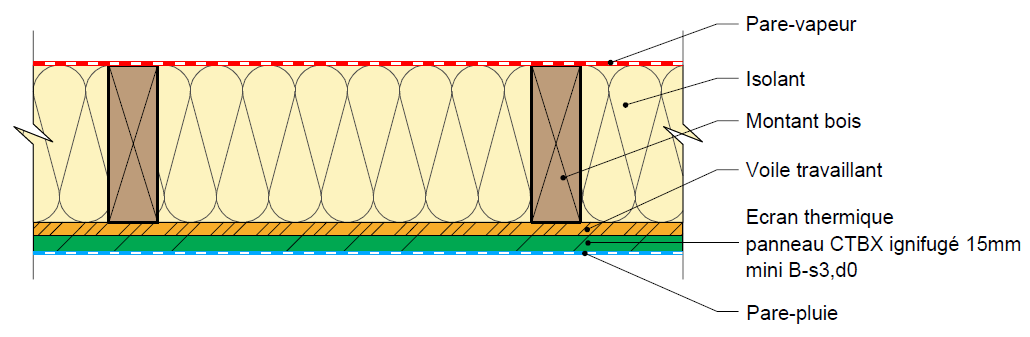 Pare-vapeur
Isolant
Montant bois
Voile travaillant
Ecran thermique
panneau CTBX ignifugé 15mm
mini B-s3,d0
Pare-pluie